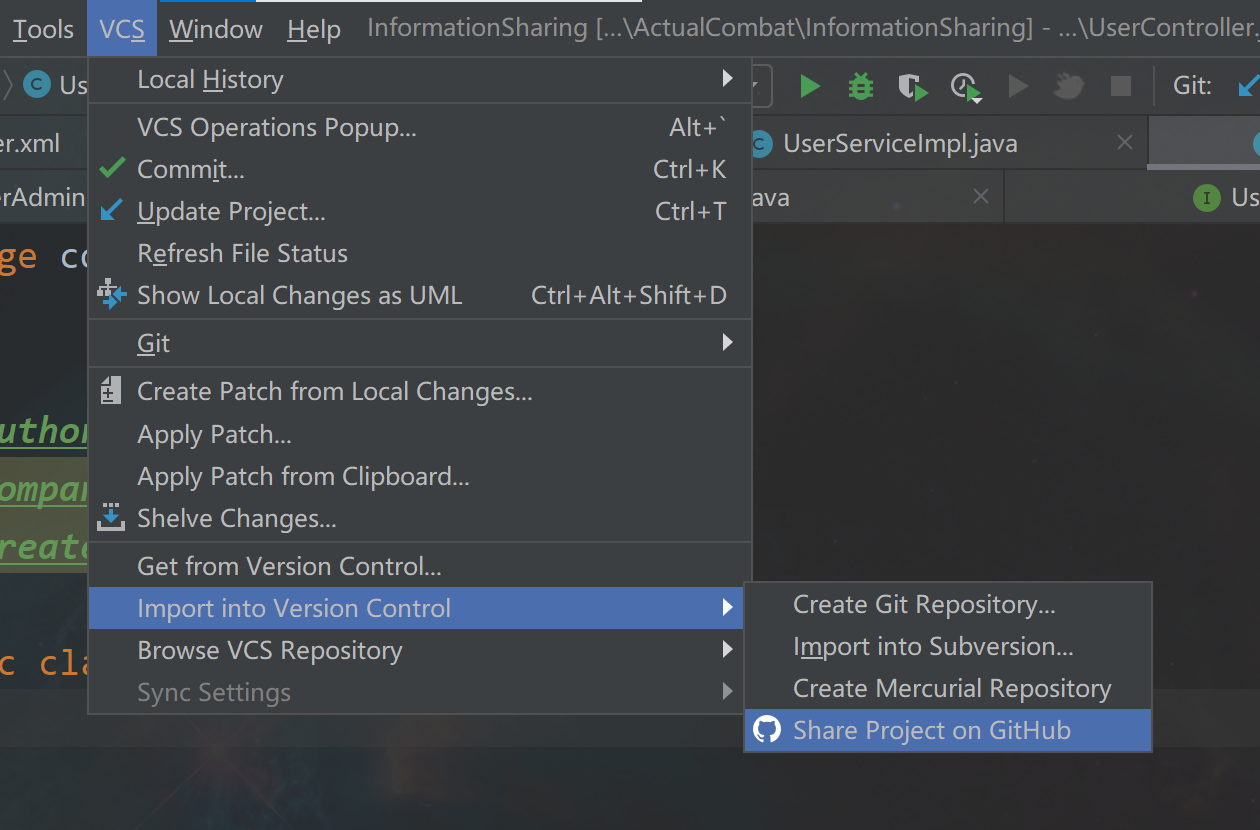 Tools VCS Window Help InformationSharing [...\ActualCombat\InformationSharing] - ...\UserController.
Us
Git:
er.xml
UserServiceImpl.java
erAdmin
ava
Us
ge co
Local History
VCS Operations Popup... Alt+`
Commit... Ctrl+K
Update Project... Ctrl+T
Refresh File Status
Show Local Changes as UML Ctrl+Alt+Shift+D
Git
Create Patch from Local Changes...
Apply Patch...
Apply Patch from Clipboard...
Shelve Changes...
Get from Version Control...
Import into Version Control
Browse VCS Repository
Sync Settings
Create Git Repository...
Import into Subversion...
Create Mercurial Repository
Share Project on GitHub
uthor
ompan
reate
c cla